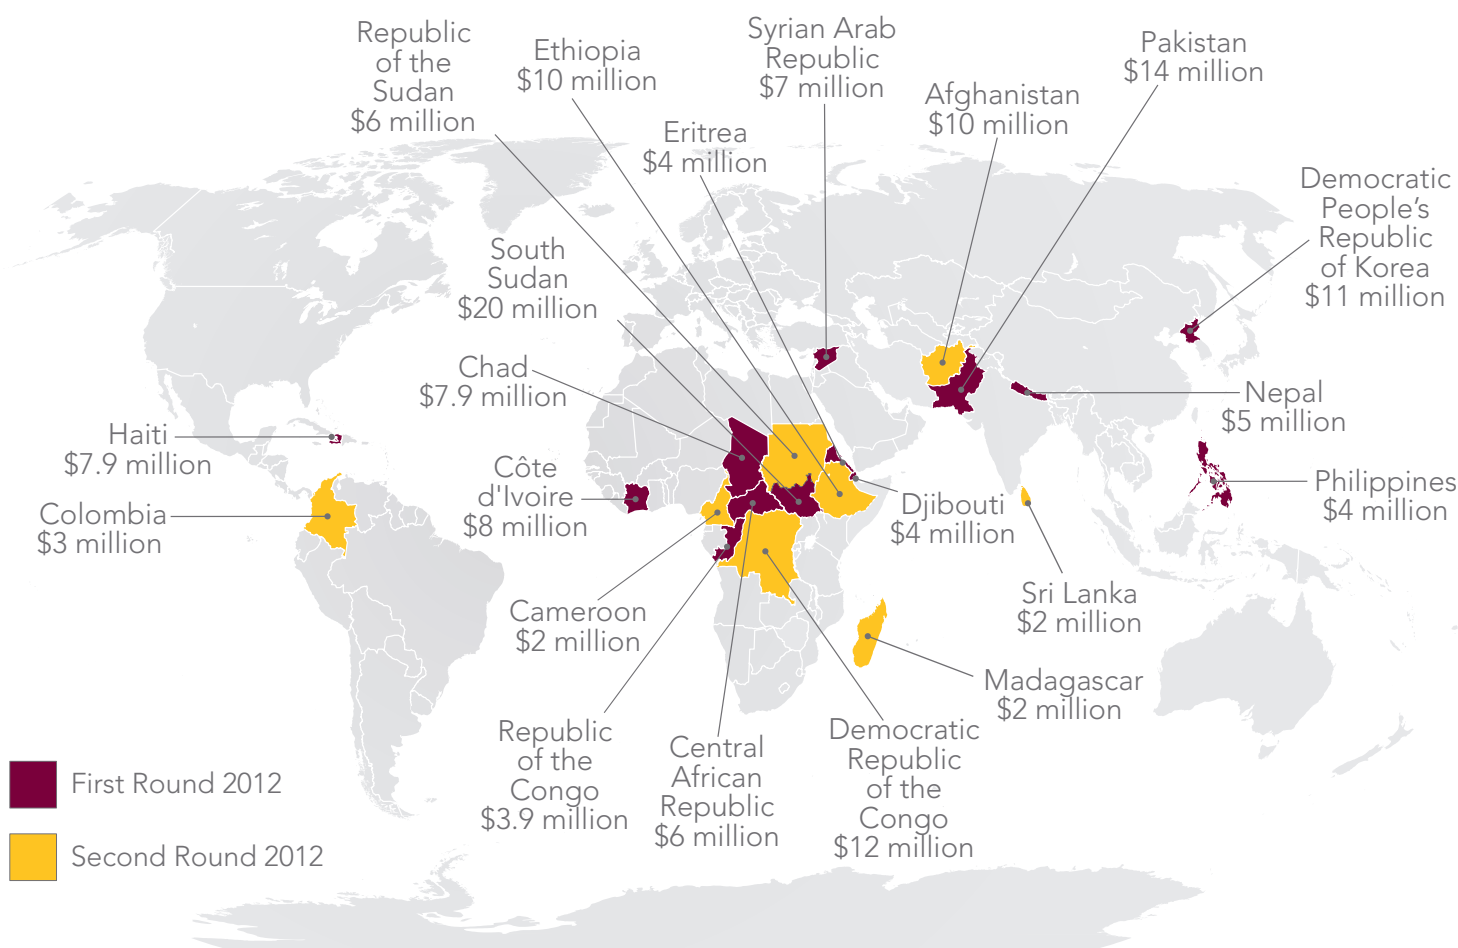 Republic
of the
Sudan
$6 million
Ethiopia
$10 million
Syrian Arab
Republic
$7 million
Pakistan
$14 million
Afghanistan
$10 million
Eritrea
$4 million
Democratic
People’s
Republic
of Korea
$11 million
South
Sudan
$20 million
Chad
$7.9 million
Nepal
$5 million
Haiti
$7.9 million
Côte
d'Ivoire
$8 million
Djibouti
$4 million
Philippines
$4 million
Colombia
$3 million
Sri Lanka
$2 million
Cameroon
$2 million
Madagascar
$2 million
Republic
of the
Congo
$3.9 million
Central
African
Republic
$6 million
Democratic
Republic
of the
Congo
$12 million
First Round 2012
Second Round 2012